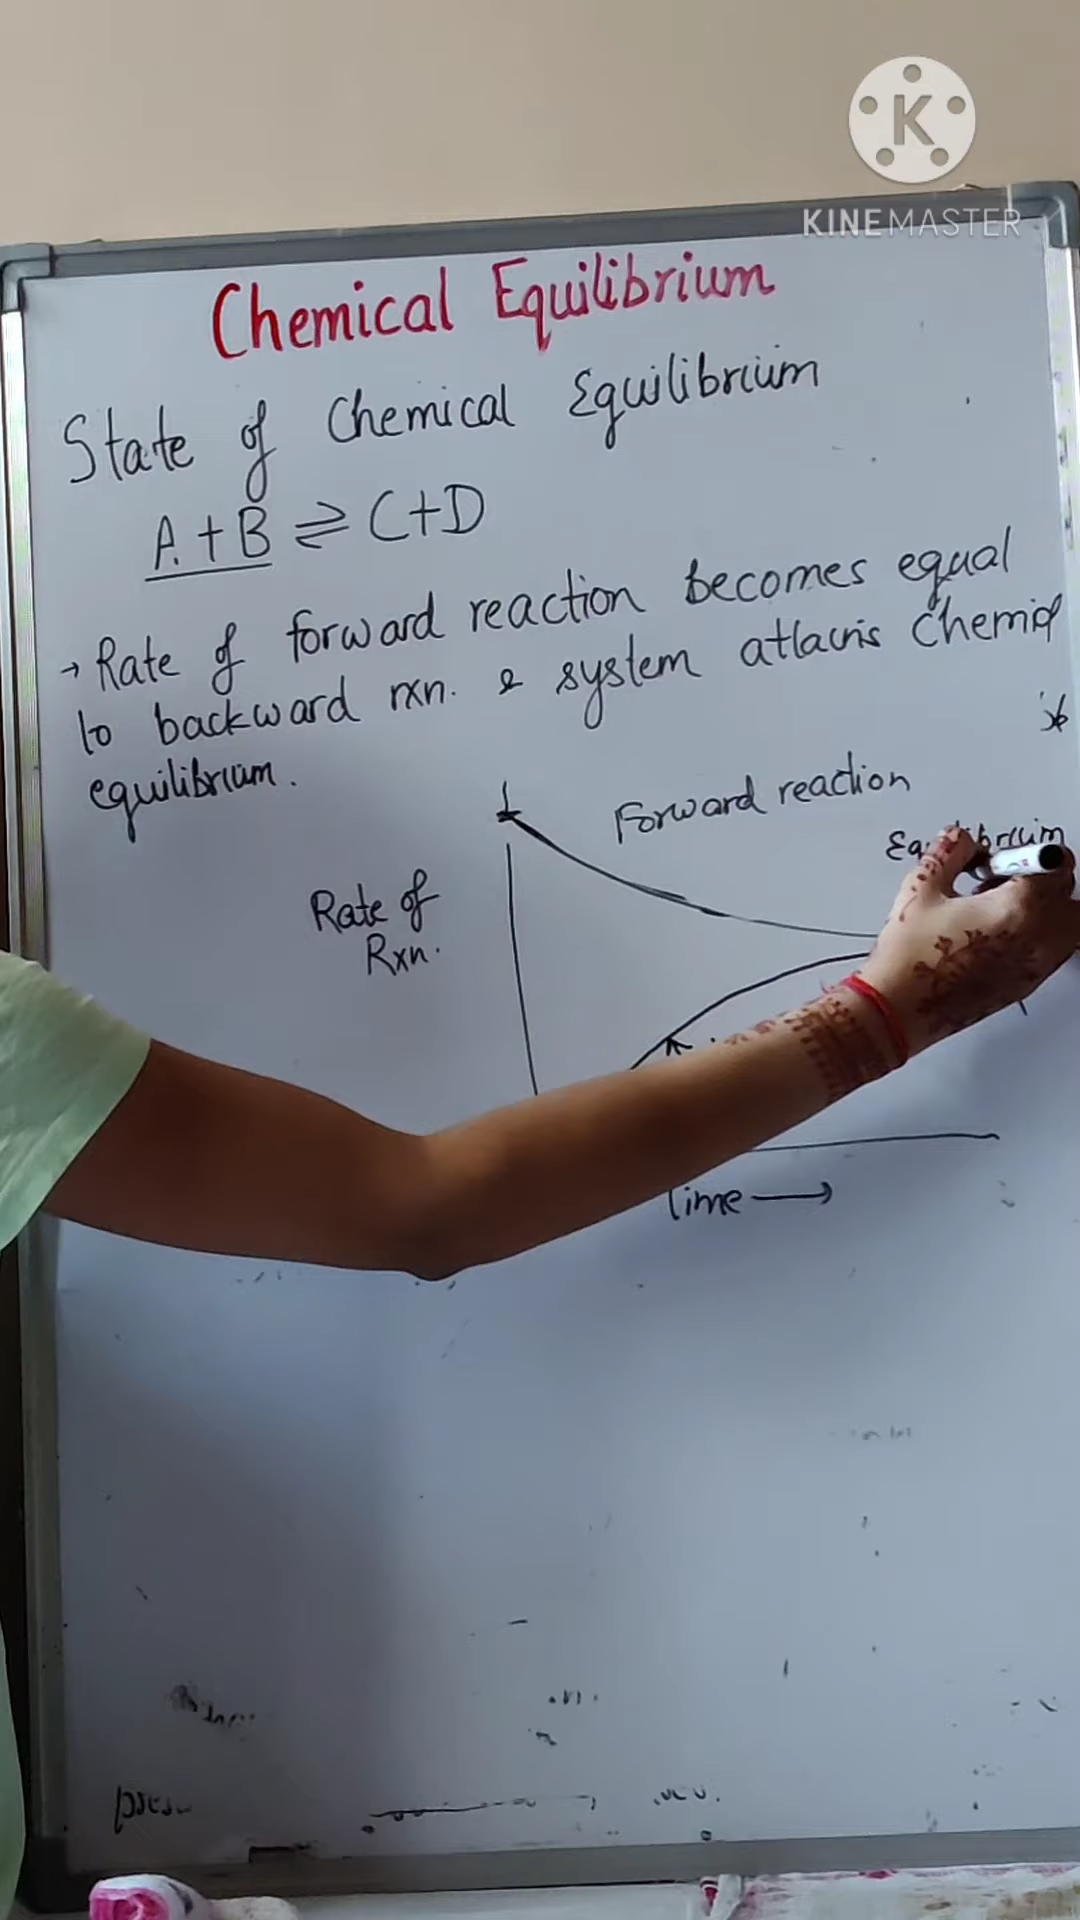 K
KINEMASTER
Chemical Equilibrium
State of Chemical Equilibrium
A + B ⇌ C + D
→ Rate of forward reaction becomes equal
to backward rxn. & system attains Chemical
equilibrium.
Forward reaction
Rate of
Rxn.
Time →